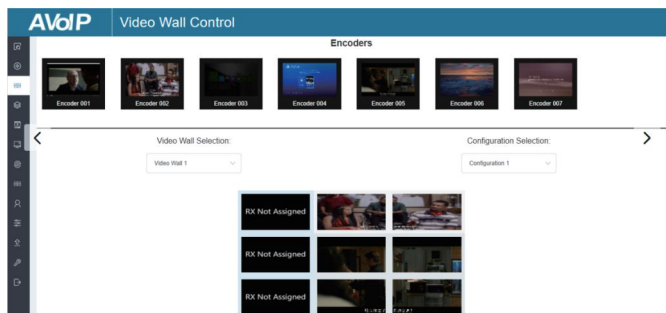 AVoIP Video Wall Control
Encoders
Encoder 001 Encoder 002 Encoder 003 Encoder 004 Encoder 005 Encoder 006 Encoder 007
Video Wall Selection: Configuration Selection:
Video Wall 1 Configuration 1
RX Not Assigned
RX Not Assigned
RX Not Assigned